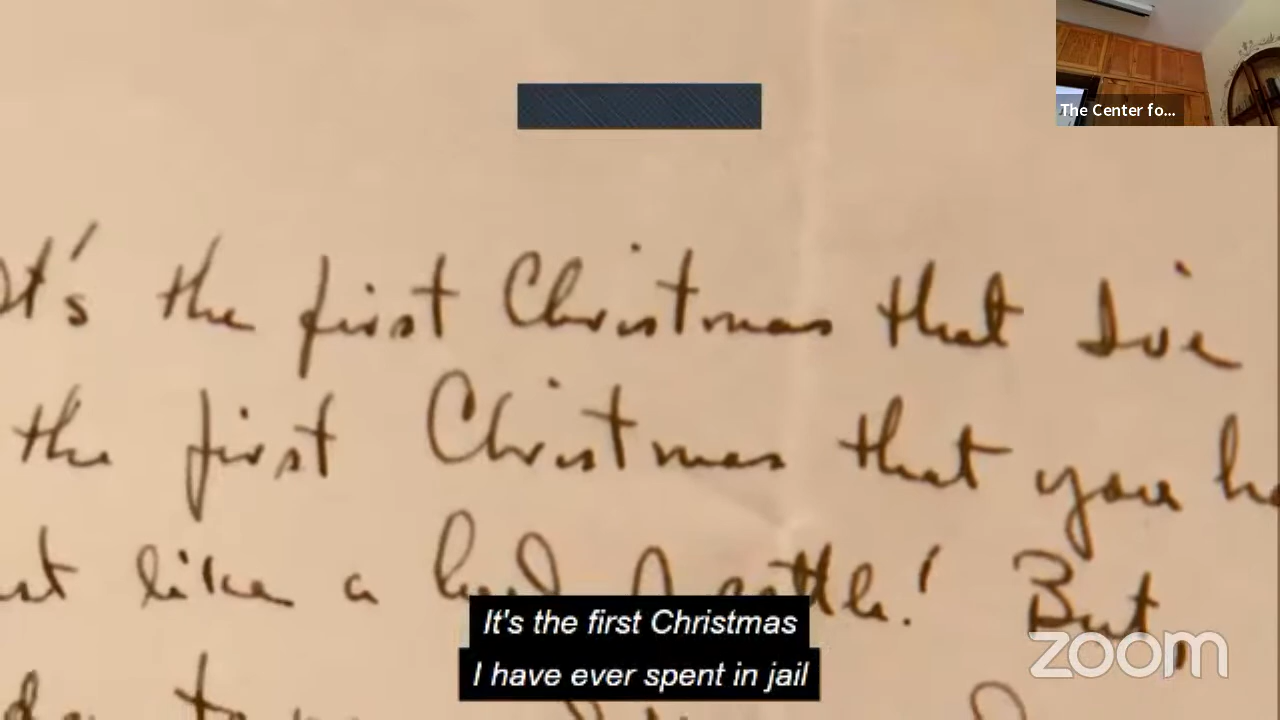 The Center fo...
It's the first Christmas that I've
the first Christmas that you
like a But,
It's the first Christmas
I have ever spent in jail
zoom